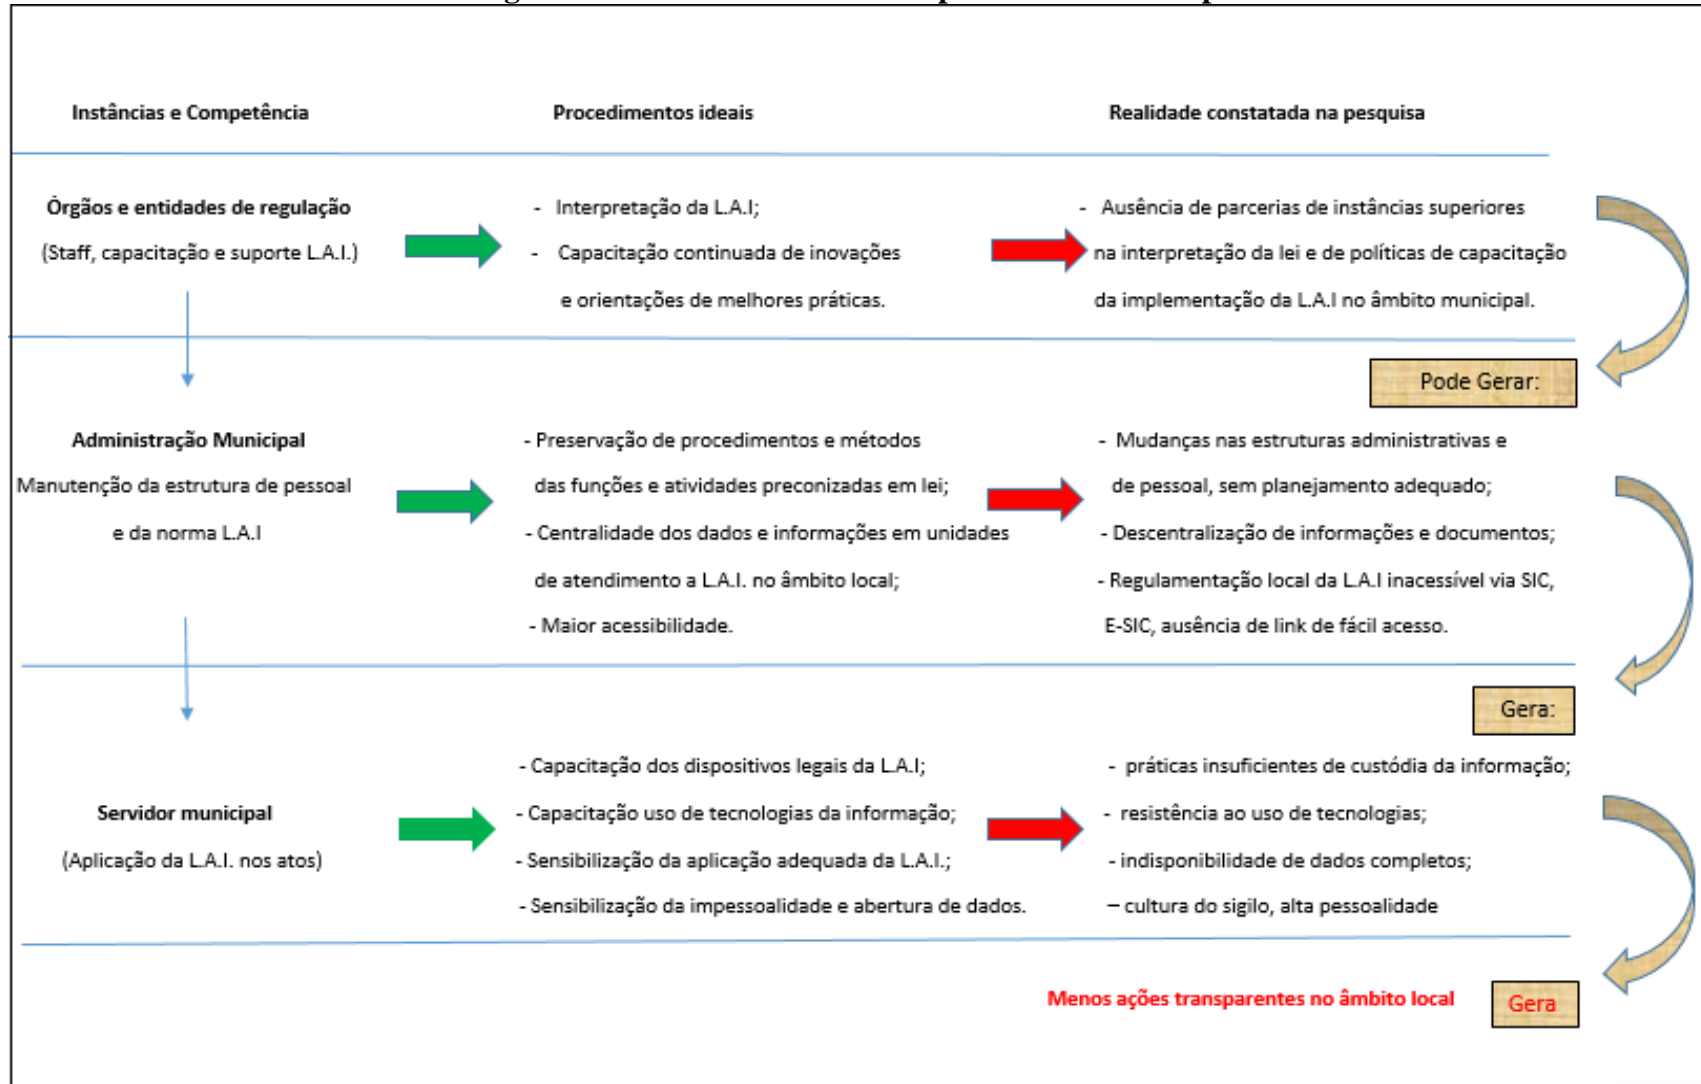 Instâncias e Competência
Procedimentos ideais
Realidade constatada na pesquisa
Órgãos e entidades de regulação
(Staff, capacitação e suporte L.A.I.)
- Interpretação da L.A.I;
- Capacitação continuada de inovações
e orientações de melhores práticas.
- Ausência de parcerias de instâncias superiores
na interpretação da lei e de políticas de capacitação
da implementação da L.A.I no âmbito municipal.
Pode Gerar:
Administração Municipal
Manutenção da estrutura de pessoal
e da norma L.A.I
- Preservação de procedimentos e métodos
das funções e atividades preconizadas em lei;
- Centralidade dos dados e informações em unidades
de atendimento a L.A.I. no âmbito local;
- Maior acessibilidade.
- Mudanças nas estruturas administrativas e
de pessoal, sem planejamento adequado;
- Descentralização de informações e documentos;
- Regulamentação local da L.A.I inacessível via SIC,
E-SIC, ausência de link de fácil acesso.
Gera:
Servidor municipal
(Aplicação da L.A.I. nos atos)
- Capacitação dos dispositivos legais da L.A.I;
- Capacitação uso de tecnologias da informação;
- Sensibilização da aplicação adequada da L.A.I.;
- Sensibilização da impessoalidade e abertura de dados.
- práticas insuficientes de custódia da informação;
- resistência ao uso de tecnologias;
- indisponibilidade de dados completos;
– cultura do sigilo, alta pessoalidade
Menos ações transparentes no âmbito local
Gera